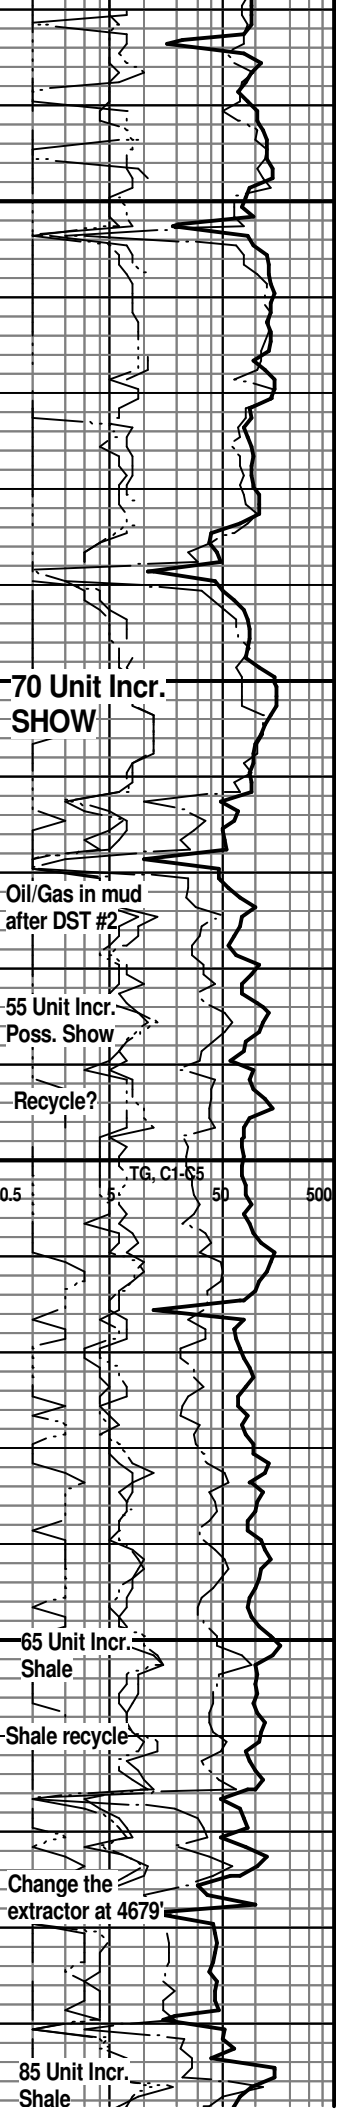 70 Unit Incr.
SHOW
Oil/Gas in mud
after DST #2
55 Unit Incr.
Poss. Show
Recycle?
TG, C1-C5
0.5 5 50 500
65 Unit Incr.
Shale
Shale recycle
Change the
extractor at 4679'
85 Unit Incr.
Shale